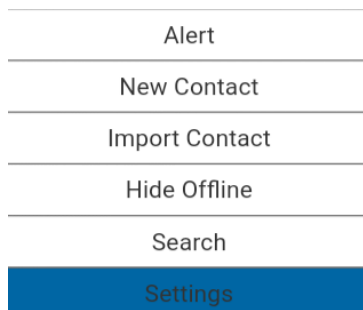 Alert
New Contact
Import Contact
Hide Offline
Search
Settings